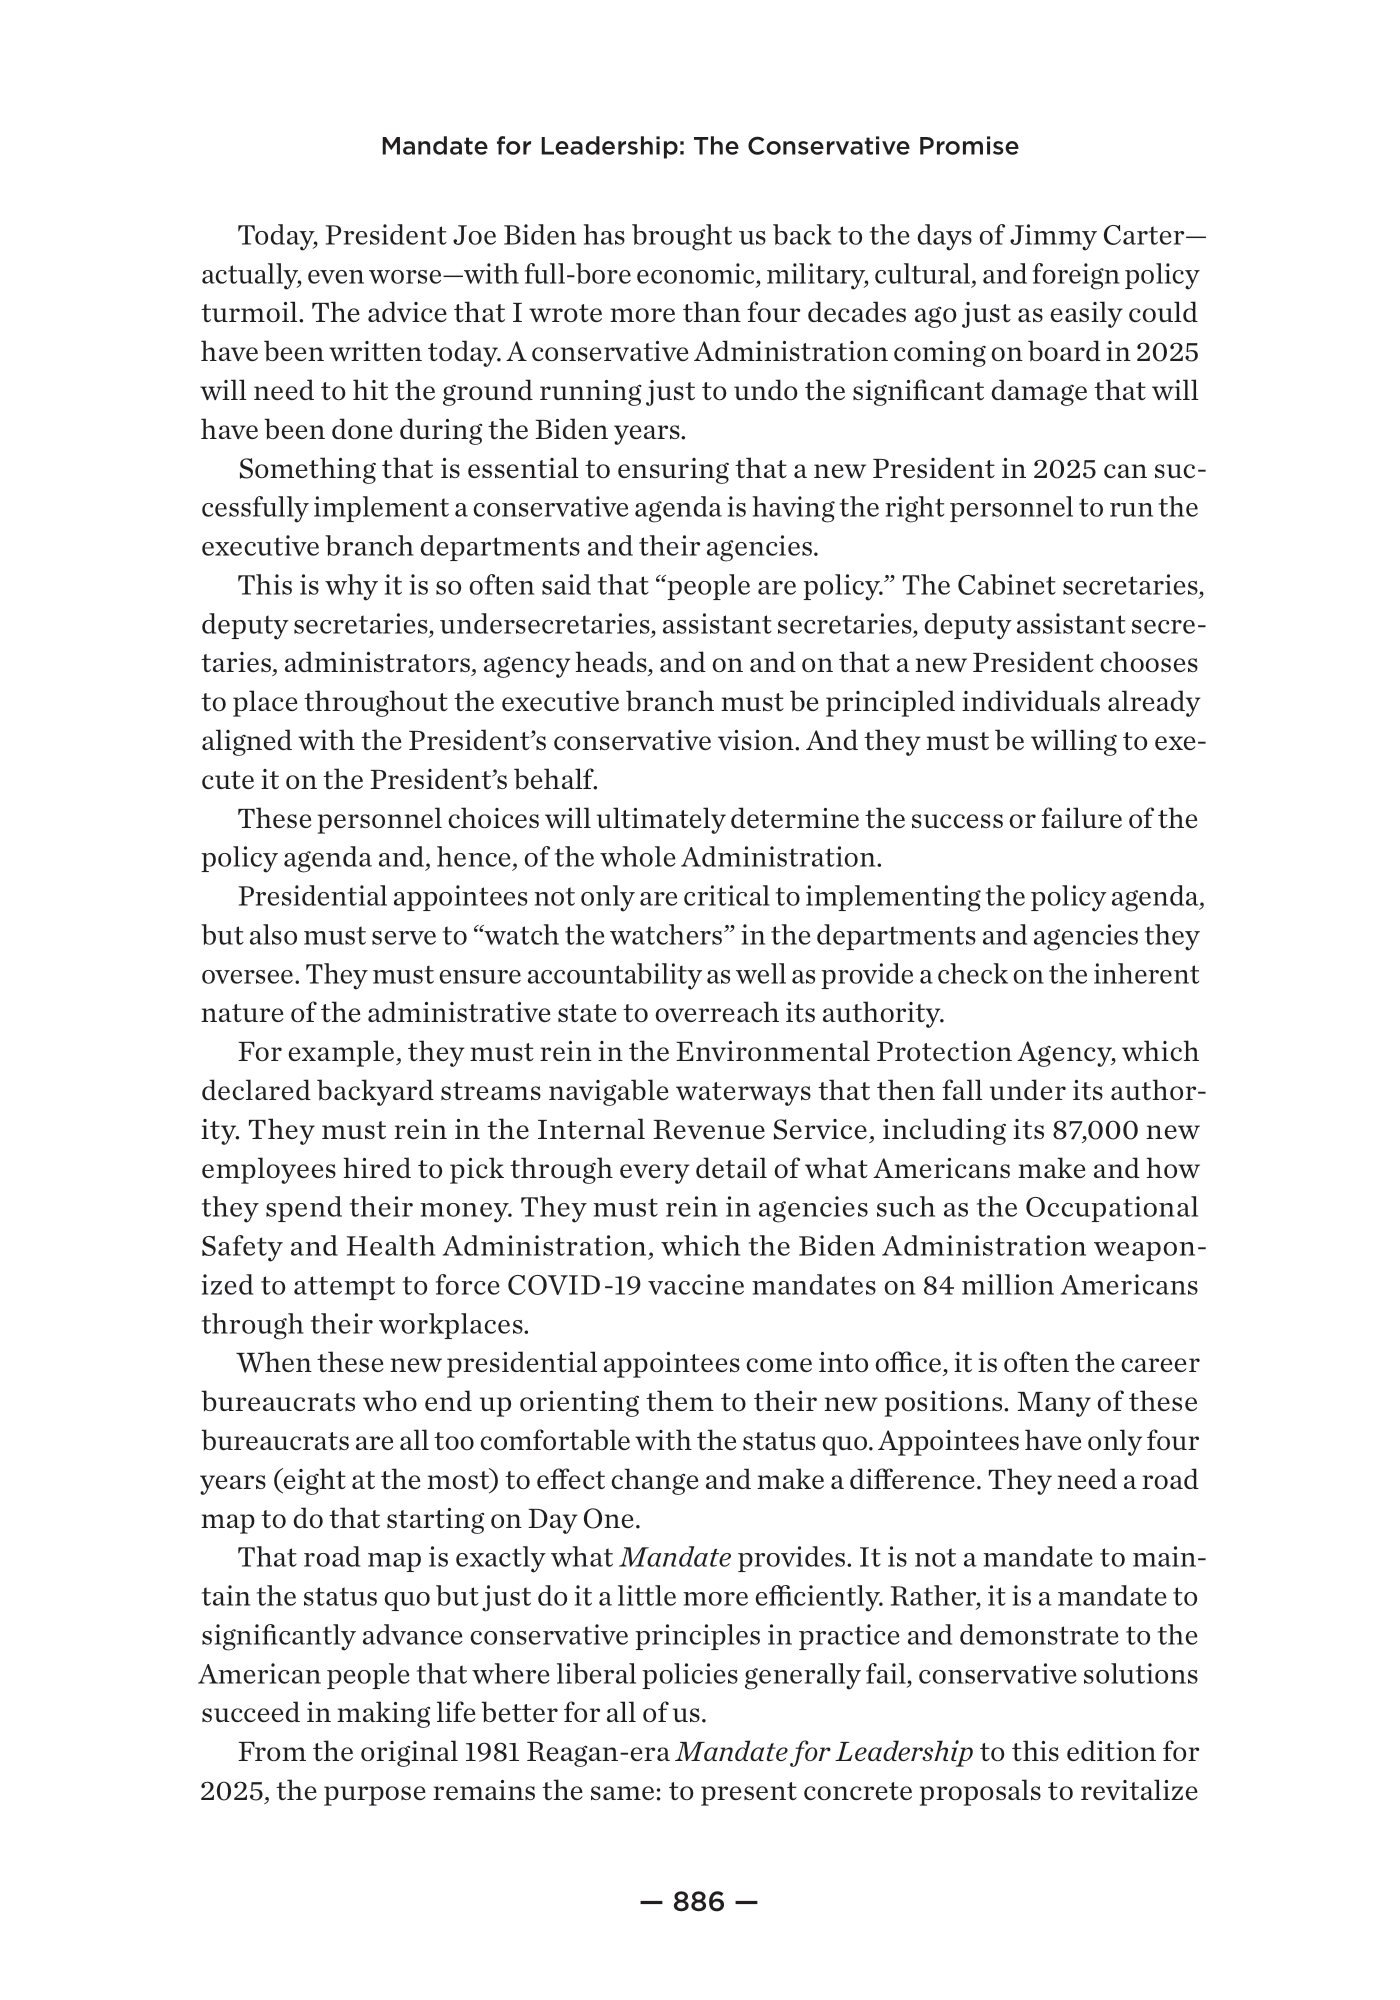 Mandate for Leadership: The Conservative Promise
Today, President Joe Biden has brought us back to the days of Jimmy Carter—
actually, even worse—with full-bore economic, military, cultural, and foreign policy
turmoil. The advice that I wrote more than four decades ago just as easily could
have been written today. A conservative Administration coming on board in 2025
will need to hit the ground running just to undo the significant damage that will
have been done during the Biden years.
Something that is essential to ensuring that a new President in 2025 can suc-
cessfully implement a conservative agenda is having the right personnel to run the
executive branch departments and their agencies.
This is why it is so often said that “people are policy.” The Cabinet secretaries,
deputy secretaries, undersecretaries, assistant secretaries, deputy assistant secre-
taries, administrators, agency heads, and on and on that a new President chooses
to place throughout the executive branch must be principled individuals already
aligned with the President’s conservative vision. And they must be willing to exe-
cute it on the President’s behalf.
These personnel choices will ultimately determine the success or failure of the
policy agenda and, hence, of the whole Administration.
Presidential appointees not only are critical to implementing the policy agenda,
but also must serve to “watch the watchers” in the departments and agencies they
oversee. They must ensure accountability as well as provide a check on the inherent
nature of the administrative state to overreach its authority.
For example, they must rein in the Environmental Protection Agency, which
declared backyard streams navigable waterways that then fall under its author-
ity. They must rein in the Internal Revenue Service, including its 87,000 new
employees hired to pick through every detail of what Americans make and how
they spend their money. They must rein in agencies such as the Occupational
Safety and Health Administration, which the Biden Administration weapon-
ized to attempt to force COVID-19 vaccine mandates on 84 million Americans
through their workplaces.
When these new presidential appointees come into office, it is often the career
bureaucrats who end up orienting them to their new positions. Many of these
bureaucrats are all too comfortable with the status quo. Appointees have only four
years (eight at the most) to effect change and make a difference. They need a road
map to do that starting on Day One.
That road map is exactly what Mandate provides. It is not a mandate to main-
tain the status quo but just do it a little more efficiently. Rather, it is a mandate to
significantly advance conservative principles in practice and demonstrate to the
American people that where liberal policies generally fail, conservative solutions
succeed in making life better for all of us.
From the original 1981 Reagan-era Mandate for Leadership to this edition for
2025, the purpose remains the same: to present concrete proposals to revitalize
— 886 —